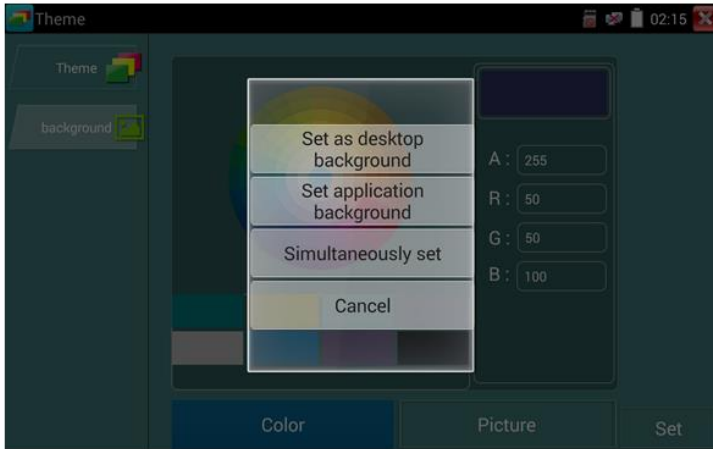 Theme
02:15
Theme
background
Set as desktop
background
Set application
background
Simultaneously set
Cancel
A : 255
R : 50
G : 50
B : 100
Color
Picture
Set